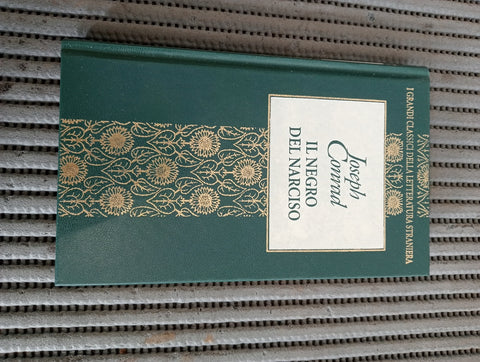 I GRANDI CLASSICI DELLA LETTERATURA STRANIERA
Joseph
Conrad
IL NEGRO
DEL NARCISO